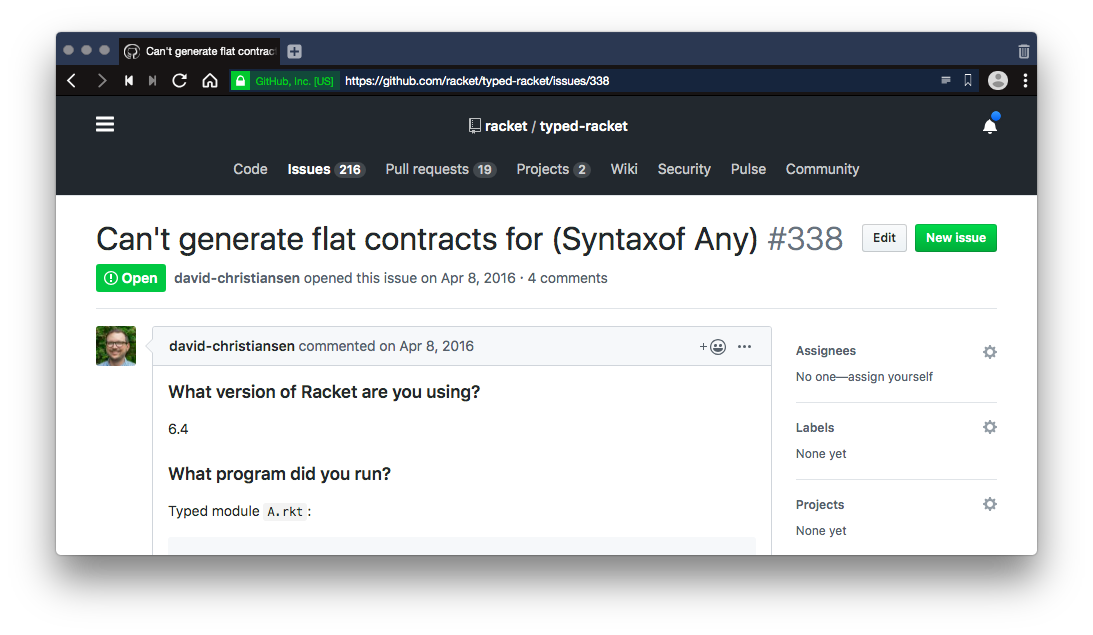 Can't generate flat contrac
GitHub, Inc. [US] https://github.com/racket/typed-racket/issues/338
racket / typed-racket
Code Issues 216 Pull requests 19 Projects 2 Wiki Security Pulse Community
Can't generate flat contracts for (Syntaxof Any) #338 Edit New issue
Open david-christiansen opened this issue on Apr 8, 2016 · 4 comments
david-christiansen commented on Apr 8, 2016
What version of Racket are you using?
6.4
What program did you run?
Typed module A.rkt :
Assignees
No one—assign yourself
Labels
None yet
Projects
None yet